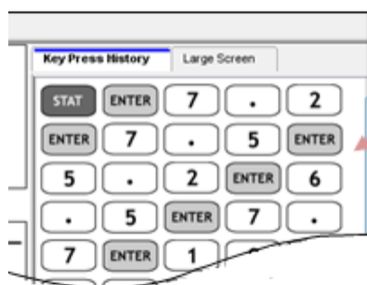 Key Press History Large Screen
STAT ENTER 7 . 2
ENTER 7 . 5 ENTER
5 . 2 ENTER 6
. 5 ENTER 7 .
7 ENTER 1